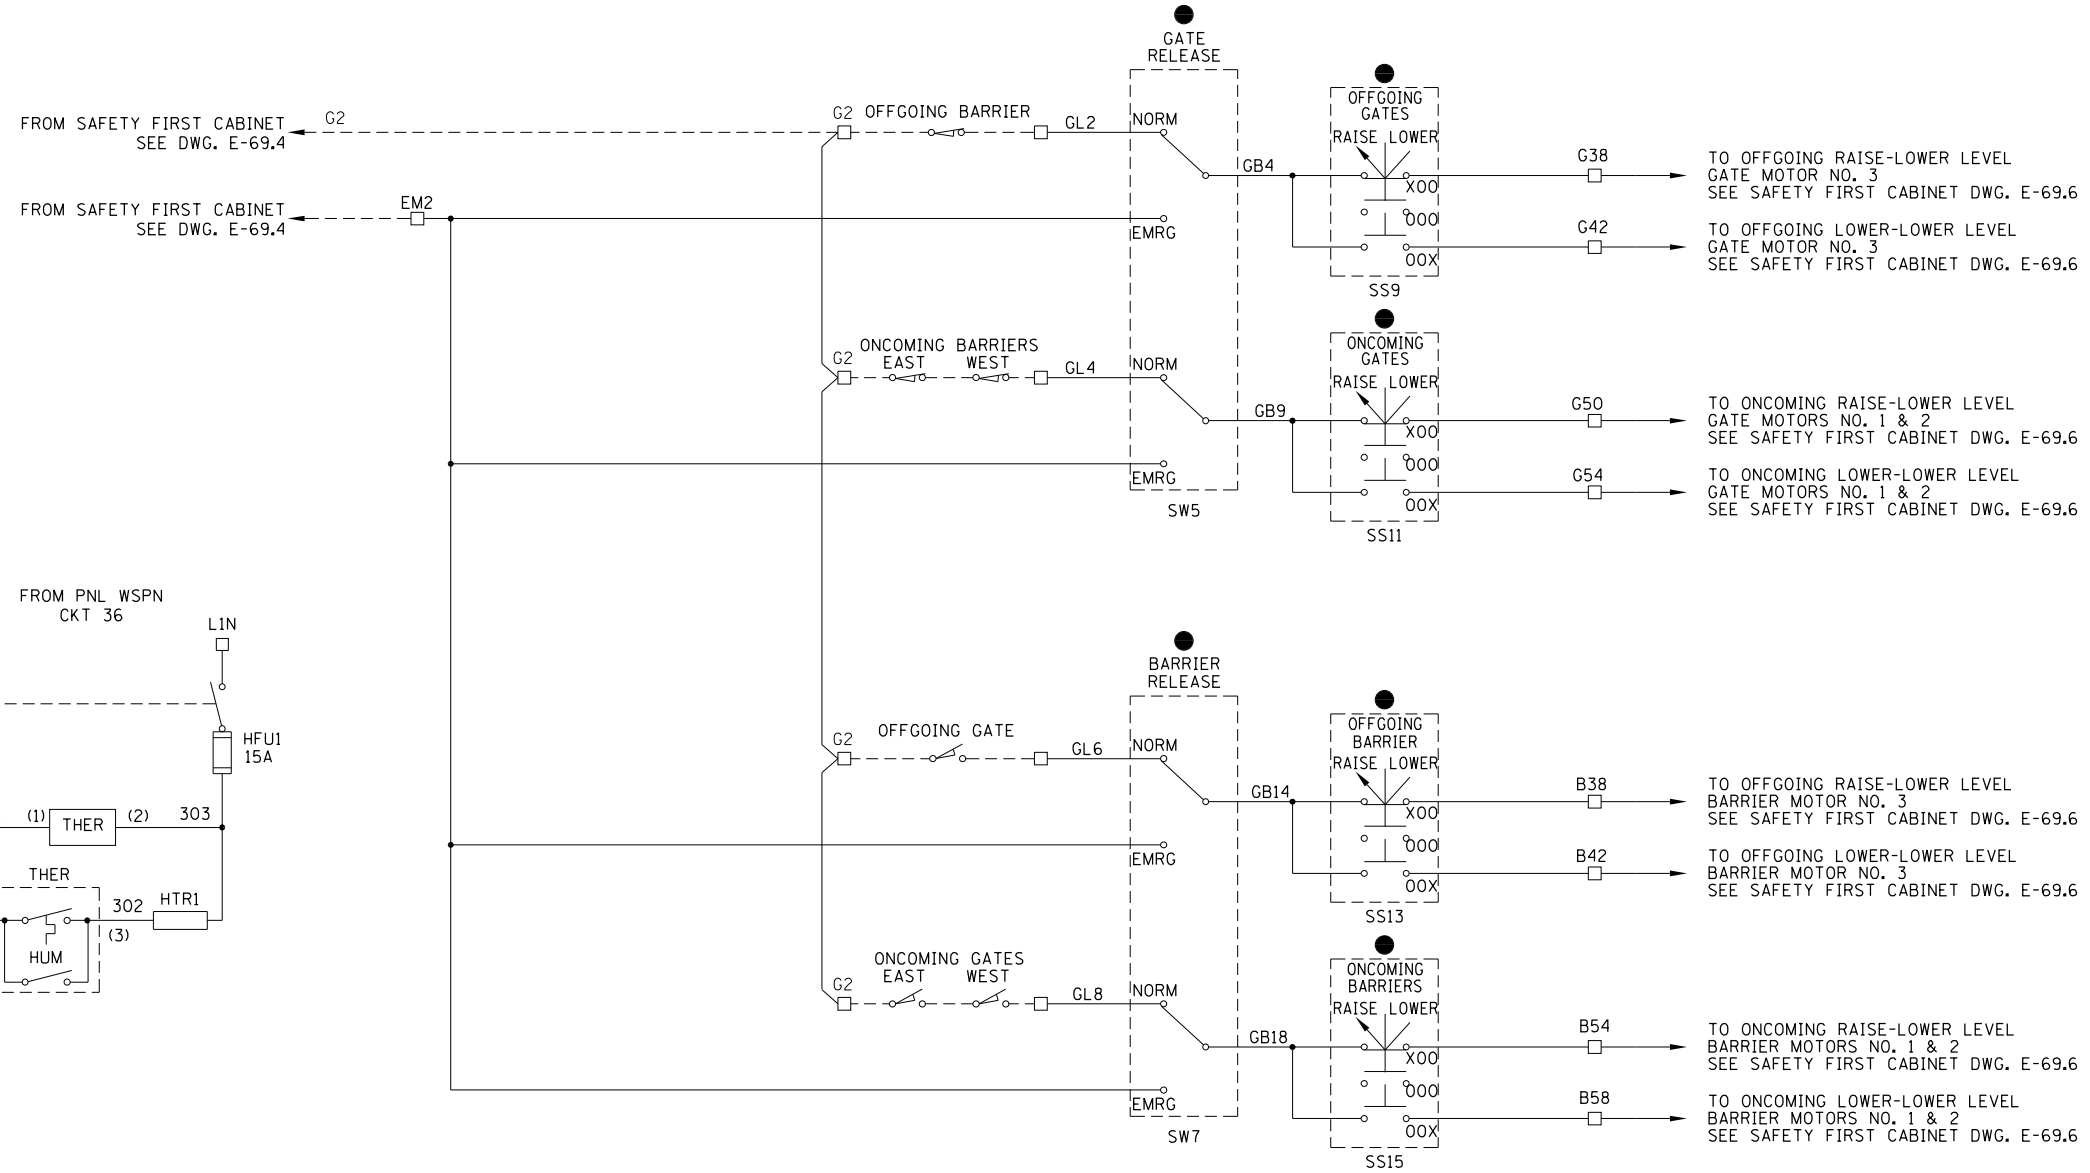 GATE
RELEASE
OFFGOING
GATES
RAISE LOWER
FROM SAFETY FIRST CABINET
SEE DWG. E-69.4
G2
G2
OFFGOING BARRIER
GL2
NORM
GB4
X00
000
00X
SS9
G38
TO OFFGOING RAISE-LOWER LEVEL
GATE MOTOR NO. 3
SEE SAFETY FIRST CABINET DWG. E-69.6
FROM SAFETY FIRST CABINET
SEE DWG. E-69.4
EM2
EMRG
G42
TO OFFGOING LOWER-LOWER LEVEL
GATE MOTOR NO. 3
SEE SAFETY FIRST CABINET DWG. E-69.6
ONCOMING
GATES
RAISE LOWER
G2
ONCOMING BARRIERS
EAST WEST
GL4
NORM
GB9
X00
000
00X
SS11
G50
TO ONCOMING RAISE-LOWER LEVEL
GATE MOTORS NO. 1 & 2
SEE SAFETY FIRST CABINET DWG. E-69.6
EMRG
SW5
G54
TO ONCOMING LOWER-LOWER LEVEL
GATE MOTORS NO. 1 & 2
SEE SAFETY FIRST CABINET DWG. E-69.6
FROM PNL WSPN
CKT 36
L1N
HFU1
15A
(1)
THER
(2)
303
THER
302
(3)
HTR1
HUM
BARRIER
RELEASE
OFFGOING
BARRIER
RAISE LOWER
G2
OFFGOING GATE
GL6
NORM
GB14
X00
000
00X
SS13
B38
TO OFFGOING RAISE-LOWER LEVEL
BARRIER MOTOR NO. 3
SEE SAFETY FIRST CABINET DWG. E-69.6
EMRG
B42
TO OFFGOING LOWER-LOWER LEVEL
BARRIER MOTOR NO. 3
SEE SAFETY FIRST CABINET DWG. E-69.6
ONCOMING
BARRIERS
RAISE LOWER
G2
ONCOMING GATES
EAST WEST
GL8
NORM
GB18
X00
000
00X
SS15
B54
TO ONCOMING RAISE-LOWER LEVEL
BARRIER MOTORS NO. 1 & 2
SEE SAFETY FIRST CABINET DWG. E-69.6
EMRG
SW7
B58
TO ONCOMING LOWER-LOWER LEVEL
BARRIER MOTORS NO. 1 & 2
SEE SAFETY FIRST CABINET DWG. E-69.6